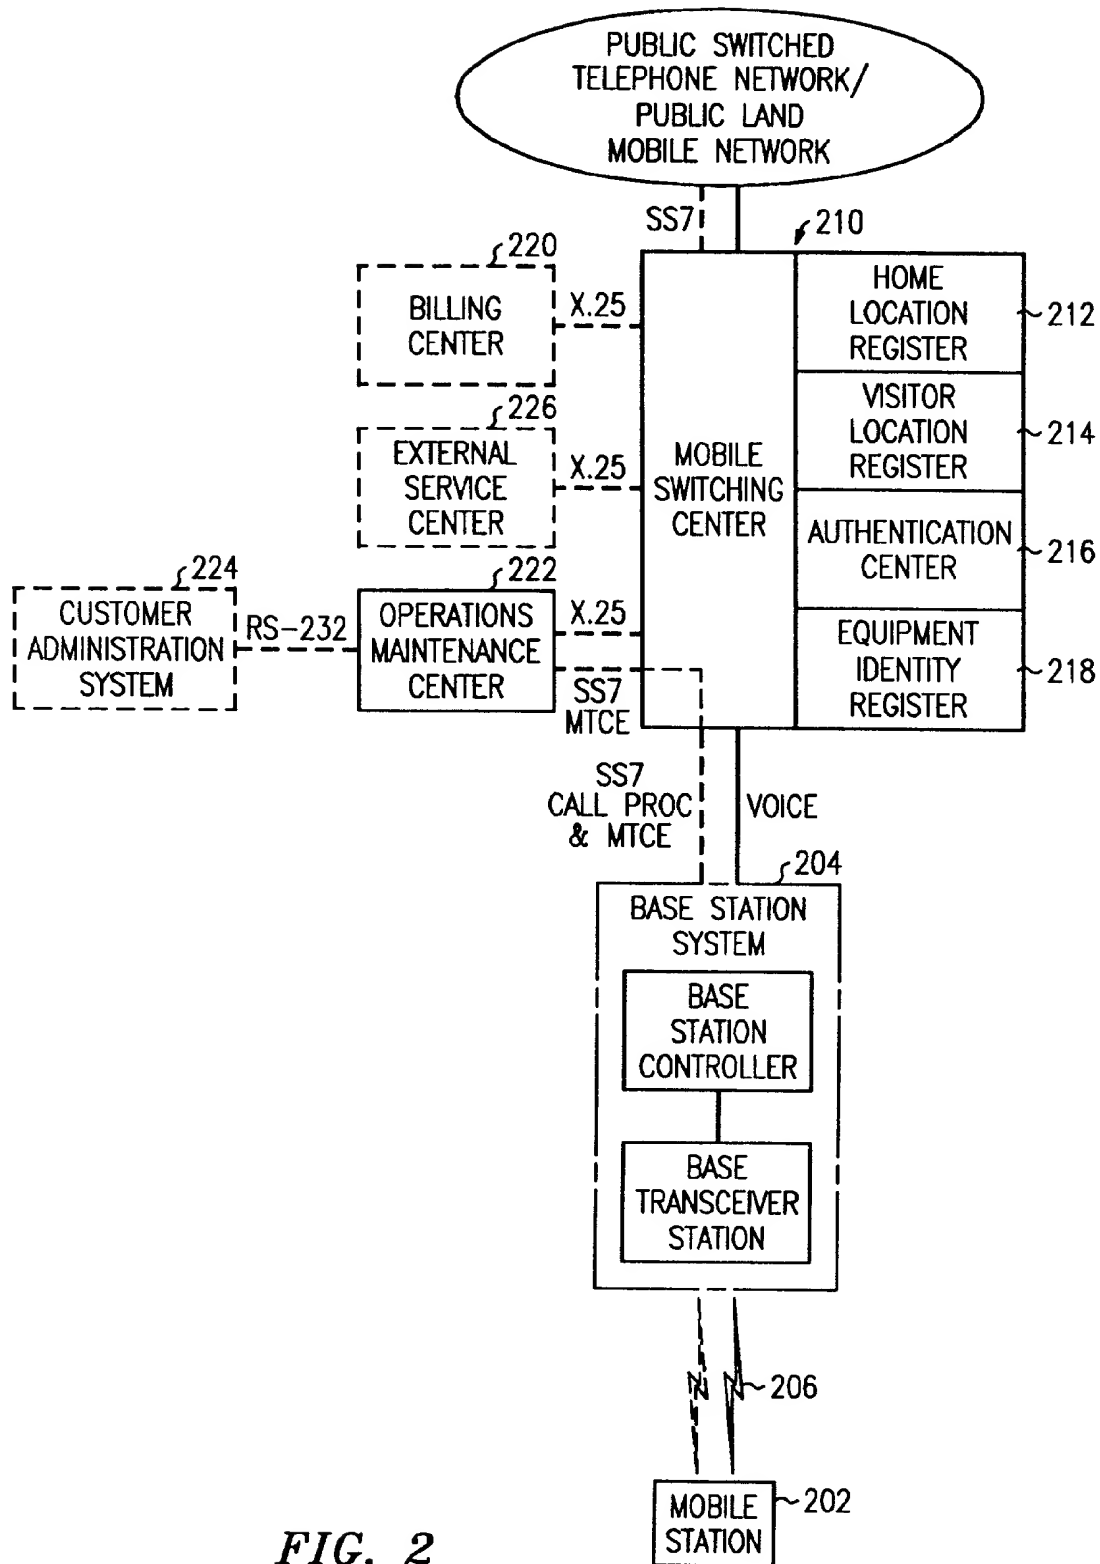 PUBLIC SWITCHED
TELEPHONE NETWORK/
PUBLIC LAND
MOBILE NETWORK
SS7
210
220
BILLING
CENTER
X.25
HOME
LOCATION
REGISTER
212
226
EXTERNAL
SERVICE
CENTER
X.25
MOBILE
SWITCHING
CENTER
VISITOR
LOCATION
REGISTER
214
AUTHENTICATION
CENTER
216
224
CUSTOMER
ADMINISTRATION
SYSTEM
RS-232
222
OPERATIONS
MAINTENANCE
CENTER
X.25
SS7
MTCE
EQUIPMENT
IDENTITY
REGISTER
218
SS7
CALL PROC
& MTCE
VOICE
204
BASE STATION
SYSTEM
BASE
STATION
CONTROLLER
BASE
TRANSCEIVER
STATION
206
MOBILE
STATION
202
FIG. 2